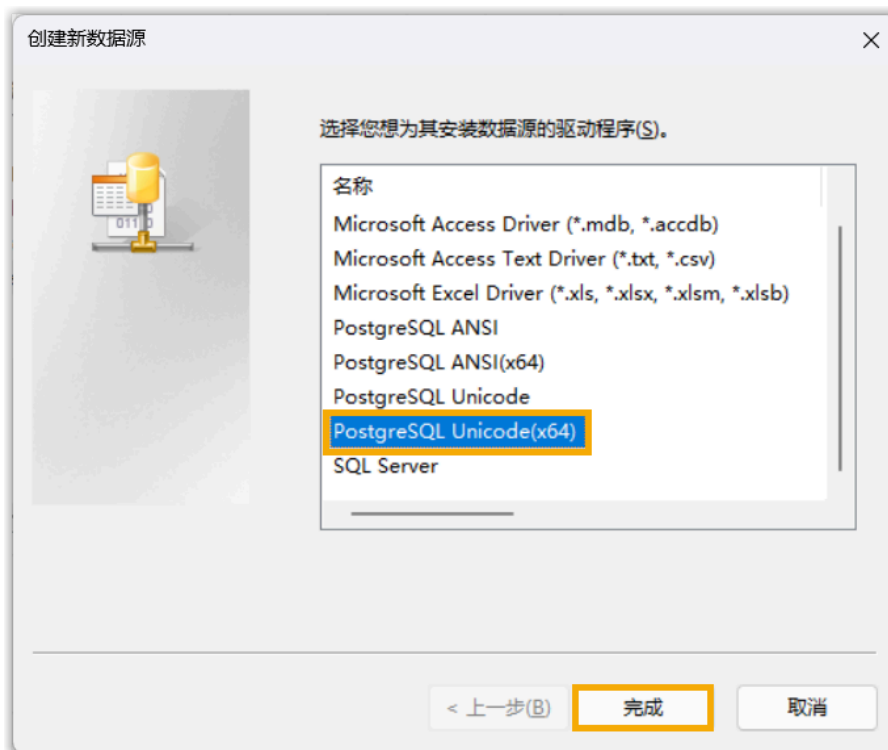 创建新数据源
选择您想为其安装数据源的驱动程序(S)。
名称
Microsoft Access Driver (*.mdb, *.accdb)
Microsoft Access Text Driver (*.txt, *.csv)
Microsoft Excel Driver (*.xls, *.xlsx, *.xlsm, *.xlsb)
PostgreSQL ANSI
PostgreSQL ANSI(x64)
PostgreSQL Unicode
PostgreSQL Unicode(x64)
SQL Server
< 上一步(B) 完成 取消